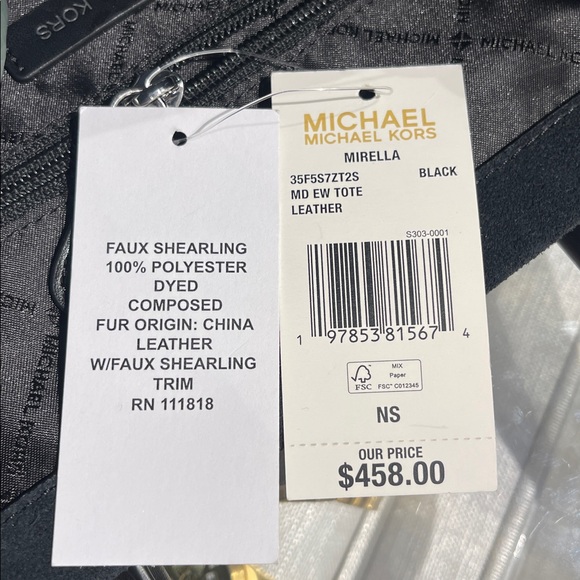 KORS
MICHAEL KORS
MICHAEL
FAUX SHEARLING
100% POLYESTER
DYED
COMPOSED
FUR ORIGIN: CHINA
LEATHER
W/FAUX SHEARLING
TRIM
RN 111818
MICHAEL
MICHAEL KORS
MIRELLA
35F5S7ZT2S BLACK
MD EW TOTE
LEATHER
S303-0001
1 97853 81567 4
FSC
MIX
Paper
FSC® C012345
NS
OUR PRICE
$458.00